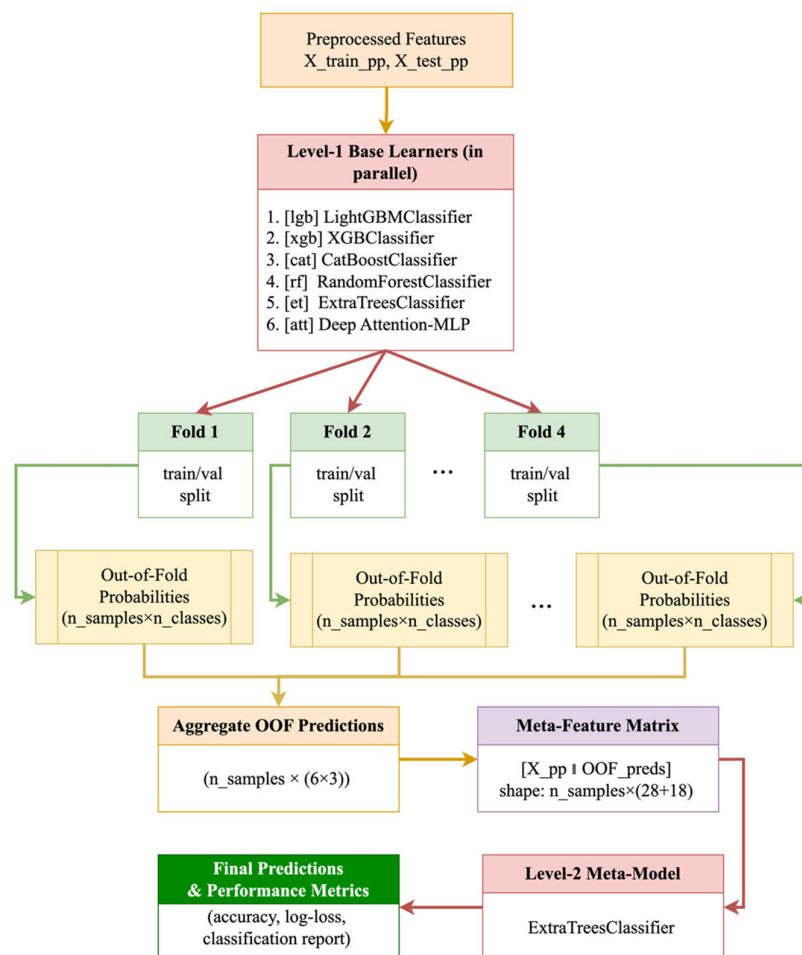 Preprocessed Features
X_train_pp, X_test_pp
Level-1 Base Learners (in
parallel)
1. [lgb] LightGBMClassifier
2. [xgb] XGBClassifier
3. [cat] CatBoostClassifier
4. [rf] RandomForestClassifier
5. [et] ExtraTreesClassifier
6. [att] Deep Attention-MLP
Fold 1
train/val
split
Fold 2
train/val
split
...
Fold 4
train/val
split
Out-of-Fold
Probabilities
(n_samples×n_classes)
Out-of-Fold
Probabilities
(n_samples×n_classes)
...
Out-of-Fold
Probabilities
(n_samples×n_classes)
Aggregate OOF Predictions
(n_samples × (6×3))
Meta-Feature Matrix
[X_pp ‖ OOF_preds]
shape: n_samples×(28+18)
Final Predictions
& Performance Metrics
(accuracy, log-loss,
classification report)
Level-2 Meta-Model
ExtraTreesClassifier